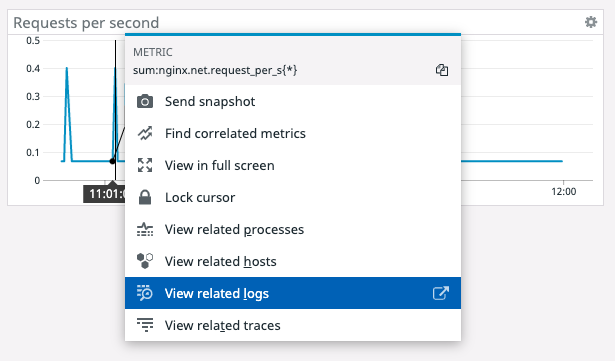 Requests per second
0.5
0.4
0.3
0.2
0.1
0
11:01:0
12:00
METRIC
sum:nginx.net.request_per_s{*}
Send snapshot
Find correlated metrics
View in full screen
Lock cursor
View related processes
View related hosts
View related logs
View related traces